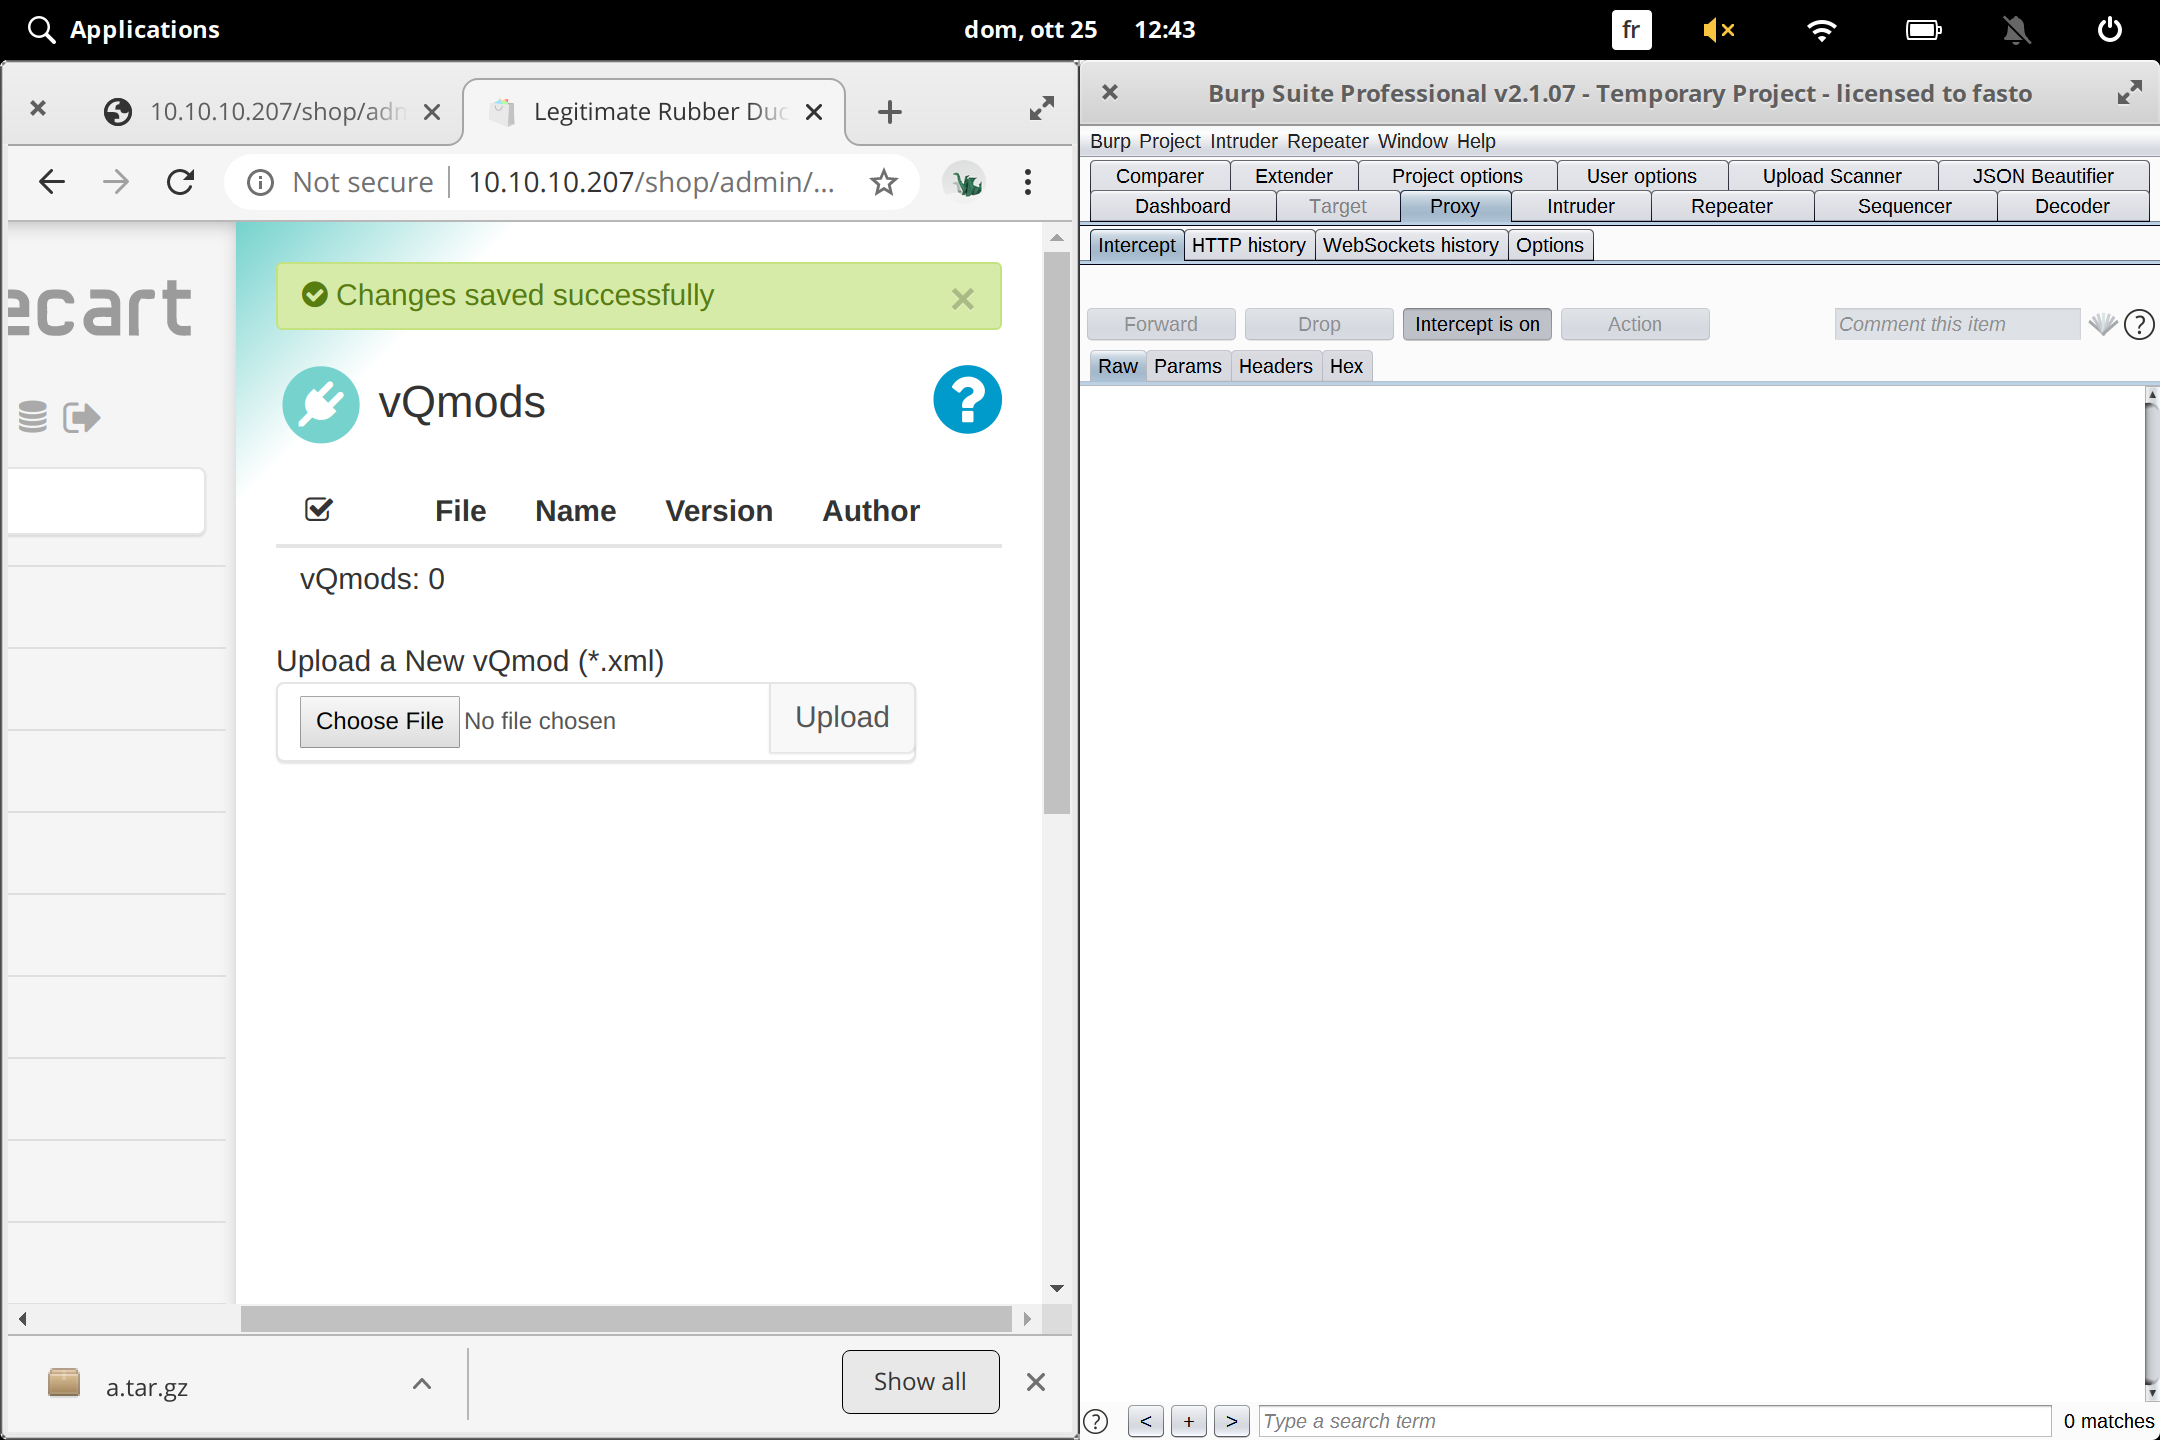 Applications
dom, ott 25 12:43
fr
10.10.10.207/shop/adn
Legitimate Rubber Duc
Not secure 10.10.10.207/shop/admin/...
ecart
Changes saved successfully
vQmods
File Name Version Author
vQmods: 0
Upload a New vQmod (*.xml)
Choose File No file chosen Upload
a.tar.gz
Show all
Burp Suite Professional v2.1.07 - Temporary Project - licensed to fasto
Burp Project Intruder Repeater Window Help
Comparer Extender Project options User options Upload Scanner JSON Beautifier
Dashboard Target Proxy Intruder Repeater Sequencer Decoder
Intercept HTTP history WebSockets history Options
Forward Drop Intercept is on Action Comment this item ?
Raw Params Headers Hex
? < + > Type a search term 0 matches